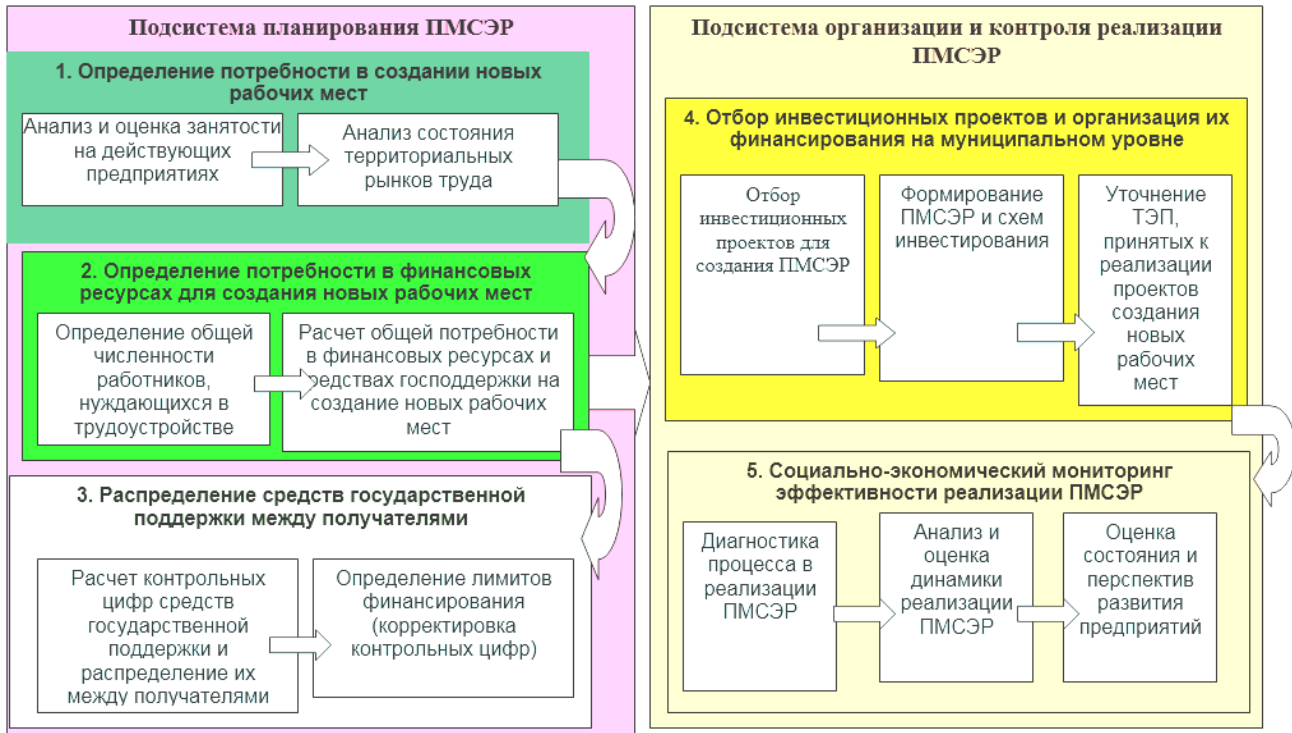 Подсистема планирования ПМСЭР
1. Определение потребности в создании новых
рабочих мест
Анализ и оценка занятости
на действующих
предприятиях
Анализ состояния
территориальных
рынков труда
2. Определение потребности в финансовых
ресурсах для создания новых рабочих мест
Определение общей
численности
работников,
нуждающихся в
трудоустройстве
Расчет общей потребности
в финансовых ресурсах и
редствах господдержки на
создание новых рабочих
мест
3. Распределение средств государственной
поддержки между получателями
Расчет контрольных
цифр средств
государственной
поддержки и
распределение их
между получателями
Определение лимитов
финансирования
(корректировка
контрольных цифр)
Подсистема организации и контроля реализации
ПМСЭР
4. Отбор инвестиционных проектов и организация их
финансирования на муниципальном уровне
Отбор
инвестиционных
проектов для
создания ПМСЭР
Формирование
ПМСЭР и схем
инвестирования
Уточнение
ТЭП,
принятых к
реализации
проектов
создания
новых
рабочих
мест
5. Социально-экономический мониторинг
эффективности реализации ПМСЭР
Диагностика
процесса в
реализации
ПМСЭР
Анализ и
оценка
динамики
реализации
ПМСЭР
Оценка
состояния и
перспектив
развития
предприятий